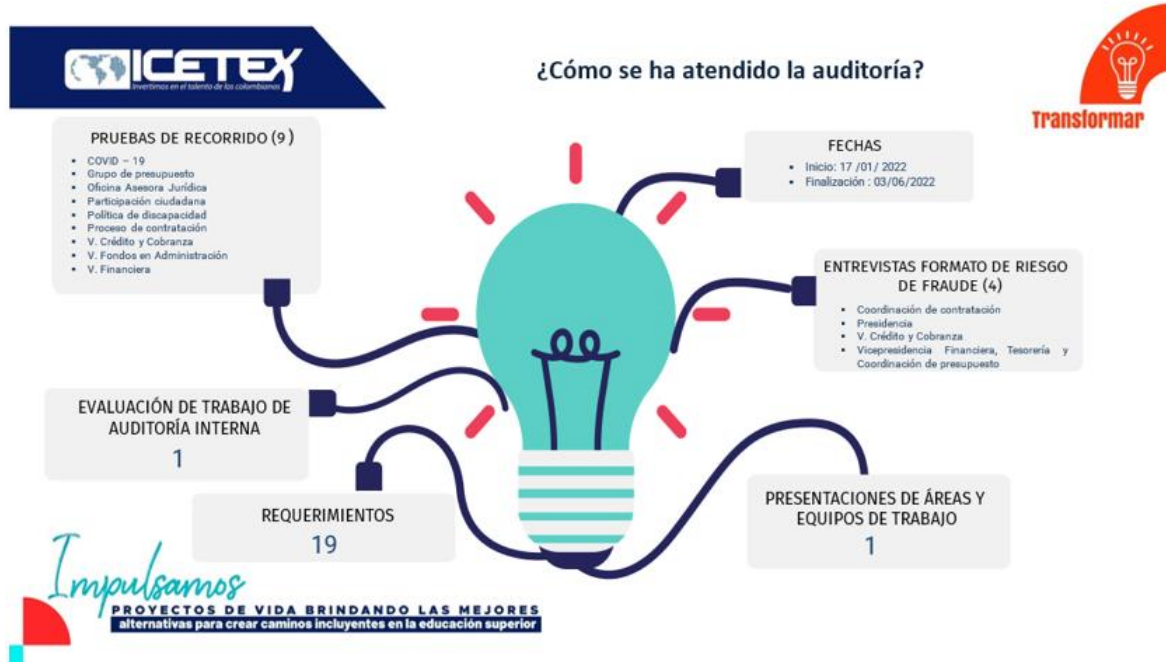 ICETEX
Invertimos en el talento de los colombianos
¿Cómo se ha atendido la auditoría?
Transformar
PRUEBAS DE RECORRIDO (9 )
▪ COVID – 19
▪ Grupo de presupuesto
▪ Oficina Asesora Jurídica
▪ Participación ciudadana
▪ Política de discapacidad
▪ Proceso de contratación
▪ V. Crédito y Cobranza
▪ V. Fondos en Administración
▪ V. Financiera
FECHAS
▪ Inicio: 17 /01/ 2022
▪ Finalización : 03/06/2022
ENTREVISTAS FORMATO DE RIESGO
DE FRAUDE (4)
▪ Coordinación de contratación
▪ Presidencia
▪ V. Crédito y Cobranza
▪ Vicepresidencia Financiera, Tesorería y
Coordinación de presupuesto
EVALUACIÓN DE TRABAJO DE
AUDITORÍA INTERNA
1
REQUERIMIENTOS
19
PRESENTACIONES DE ÁREAS Y
EQUIPOS DE TRABAJO
1
Impulsamos
PROYECTOS DE VIDA BRINDANDO LAS MEJORES
alternativas para crear caminos incluyentes en la educación superior